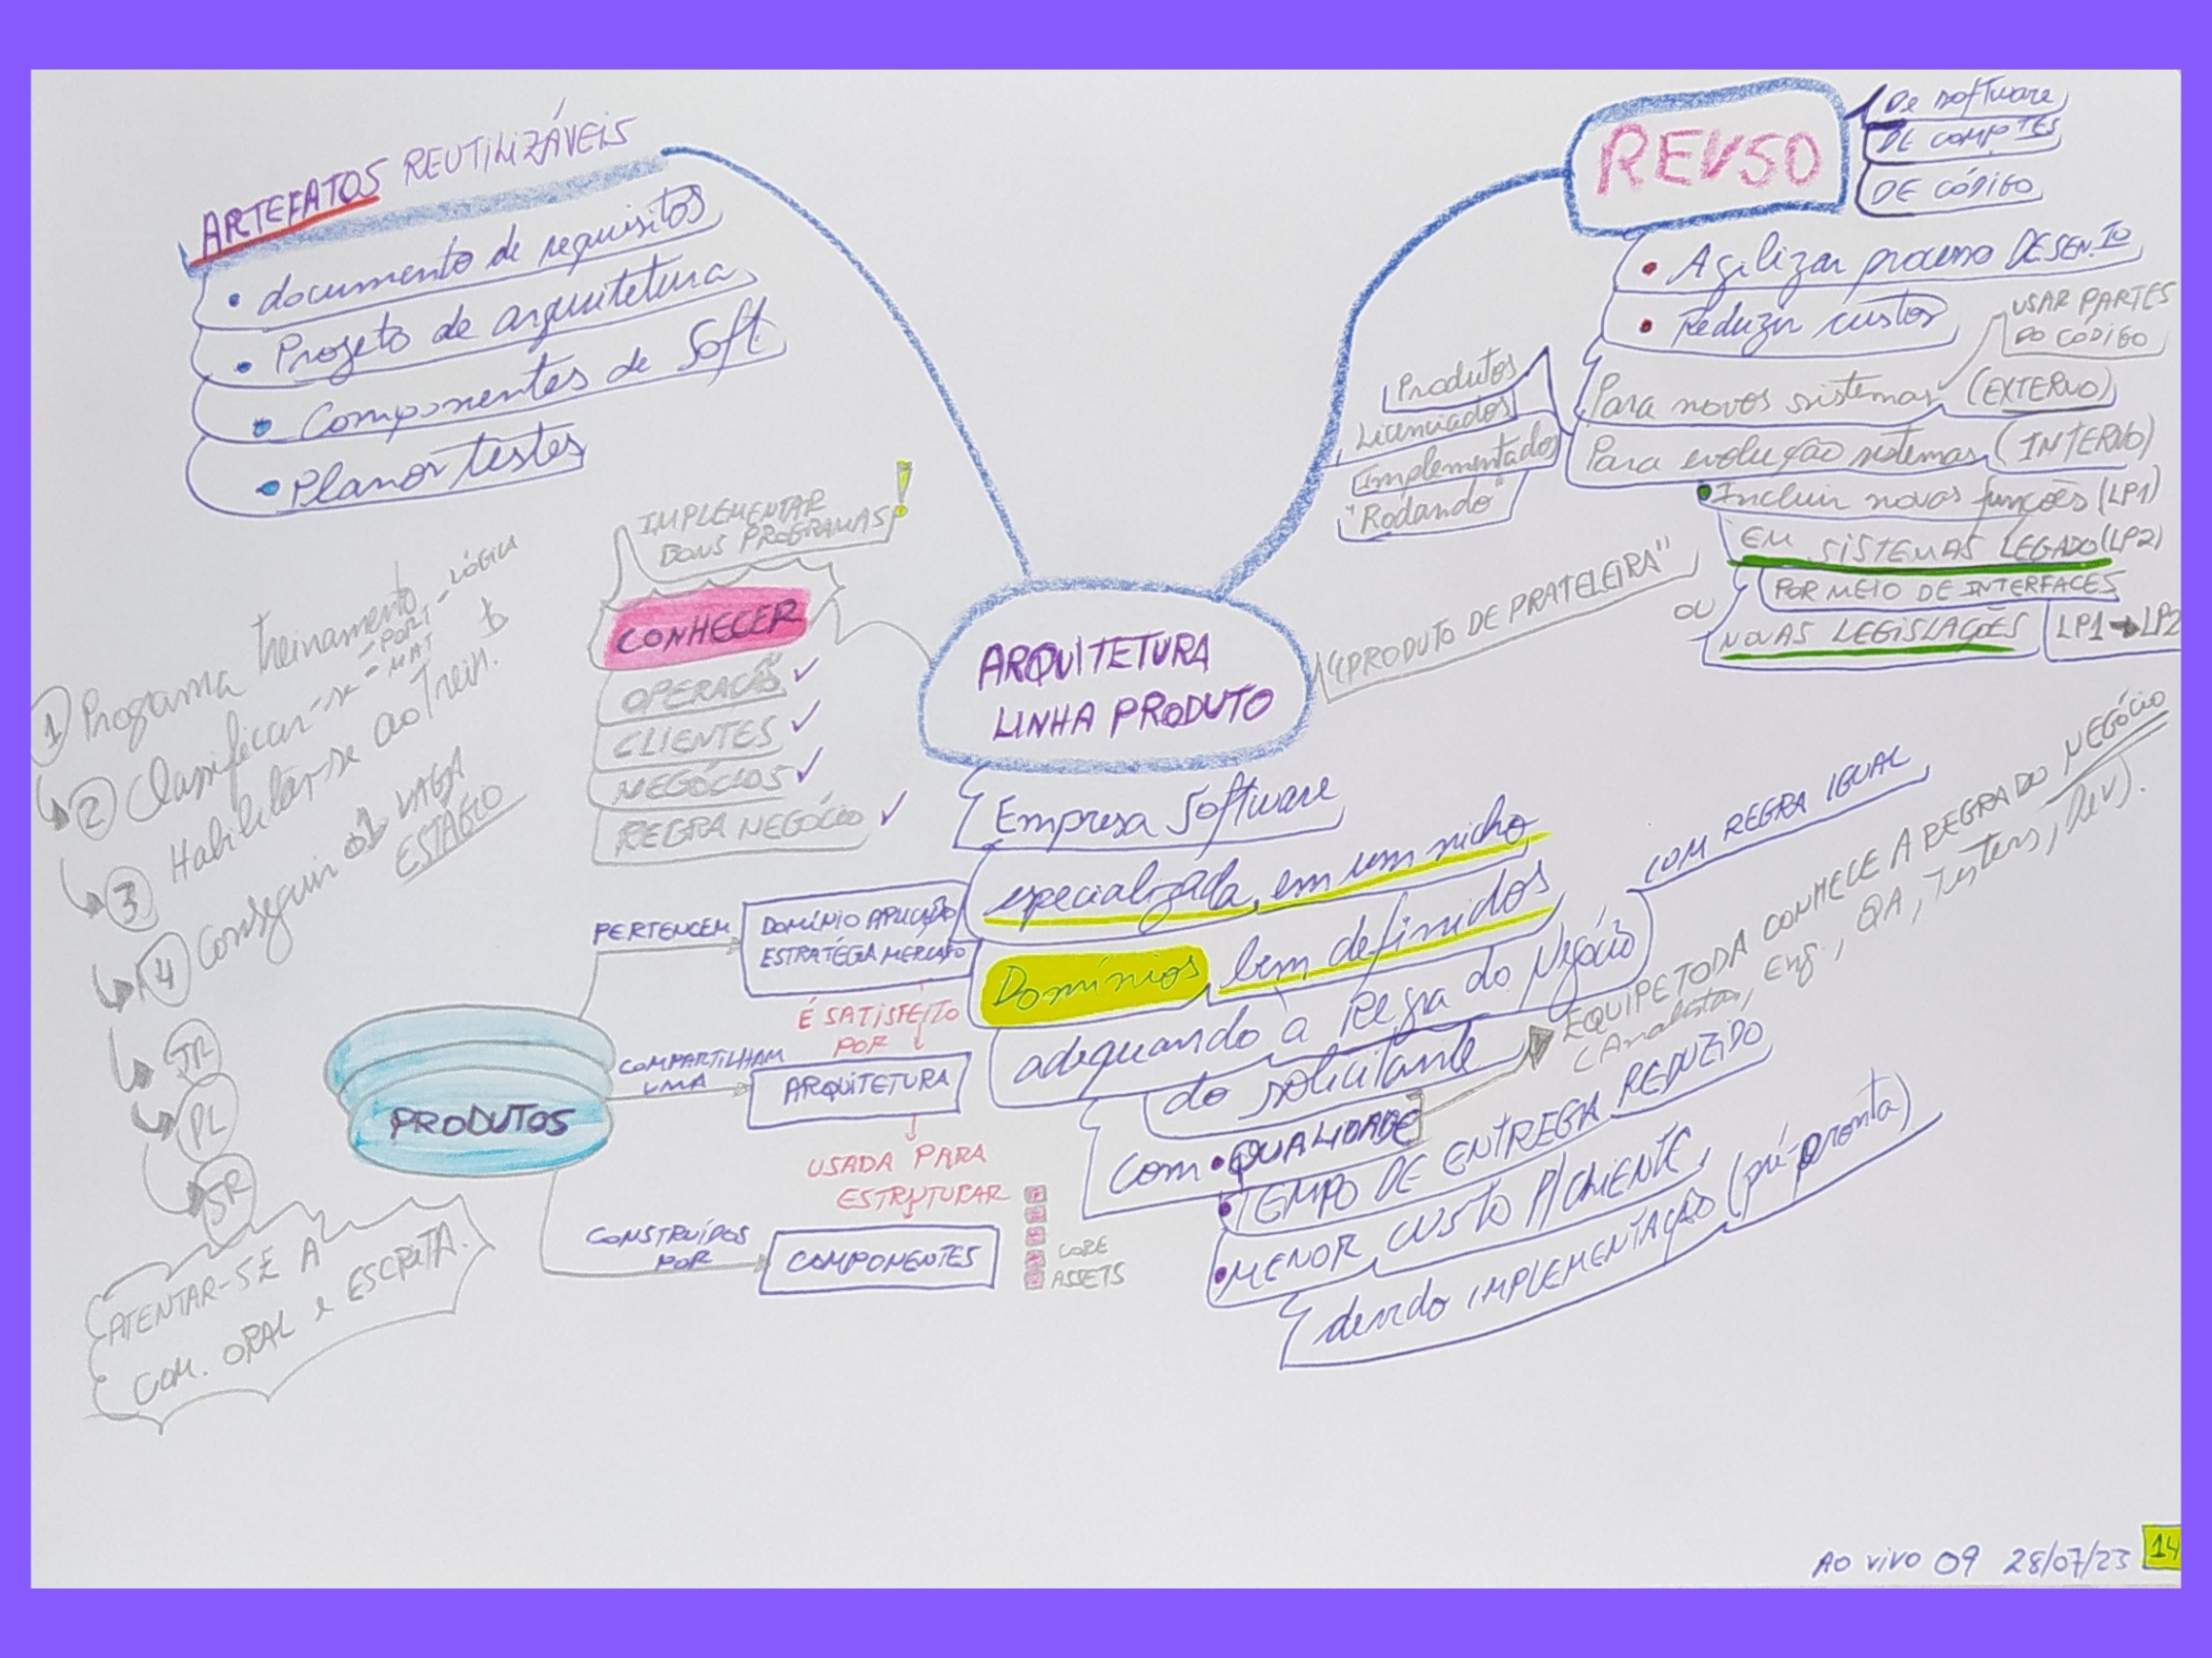 ARTEFATOS REUTILIZÁVEIS
• documento de requisitos
• Projeto de arquitetura
• Componentes de Soft.
• Planos testes
REUSO
De software
DE COMP.TES
DE CÓDIGO
• Agilizar processo DESEN.TO
• Reduzir custos
USAR PARTES
DO CÓDIGO
Para novos sistemas (EXTERNO)
Para evolução sistemas (INTERNO)
Produtos
Licenciados
Implementado
"Rodando"
• Incluir novas funções (LP1)
EM SISTEMAS LEGADO (LP2)
POR MEIO DE INTERFACES
OU
NOVAS LEGISLAÇÕES
LP1 → LP2
IMPLEMENTAR
BONS PROGRAMAS!
CONHECER
OPERAÇÕES ✓
CLIENTES ✓
NEGÓCIOS ✓
REGRA NEGÓCIO ✓
ARQUITETURA
LINHA PRODUTO
"PRODUTO DE PRATELEIRA"
1 Programa Treinamento
2 Classificar-se - PORT - LÓGICA
- MAT
3 Habilitar-se ao Trein.
4 Conseguir 01 VAGA
ESTÁGIO
JR
PL
SR
ATENTAR-SE A
COM. ORAL e ESCRITA.
Empresa Software
especializada, em um nicho
Domínios bem definidos
adequando à Regra do Negócio
do solicitante
COM REGRA IGUAL
Com • QUALIDADE
EQUIPE TODA CONHECE A REGRA DO NEGÓCIO
(Analistas, Eng., QA, Testers, Dev).
• TEMPO DE ENTREGA REDUZIDO
• MENOR CUSTO P/CLIENTE,
devido IMPLEMENTAÇÃO (pré-pronta)
PRODUTOS
PERTENCEM
DOMÍNIO APLICAÇÃO
ESTRATÉGIA MERCADO
É SATISFEITO
POR
COMPARTILHAM
UMA
ARQUITETURA
USADA PARA
ESTRUTURAR
CONSTRUÍDOS
POR
COMPONENTES
CORE
ASSETS
AO VIVO 09 28/07/23 14